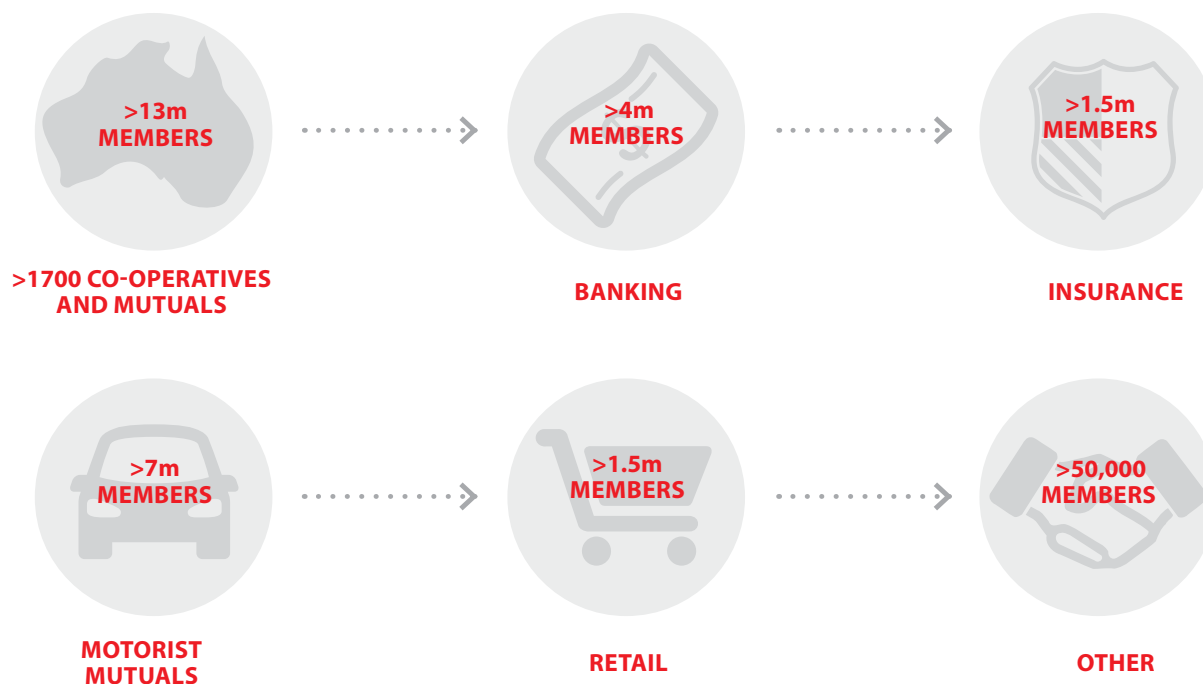 >13m
MEMBERS
>4m
MEMBERS
>1.5m
MEMBERS
>1700 CO-OPERATIVES
AND MUTUALS
BANKING
INSURANCE
>7m
MEMBERS
>1.5m
MEMBERS
>50,000
MEMBERS
MOTORIST
MUTUALS
RETAIL
OTHER